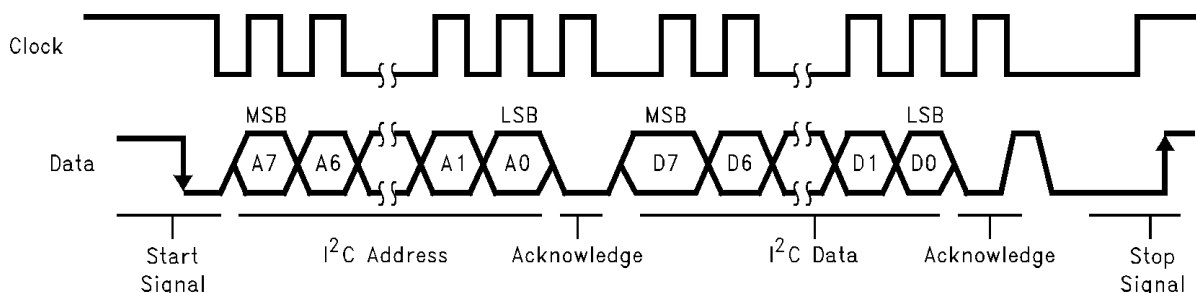 Clock
MSB
LSB
MSB
LSB
Data
A7
A6
A1
A0
D7
D6
D1
D0
Start
Signal
I²C Address
Acknowledge
I²C Data
Acknowledge
Stop
Signal